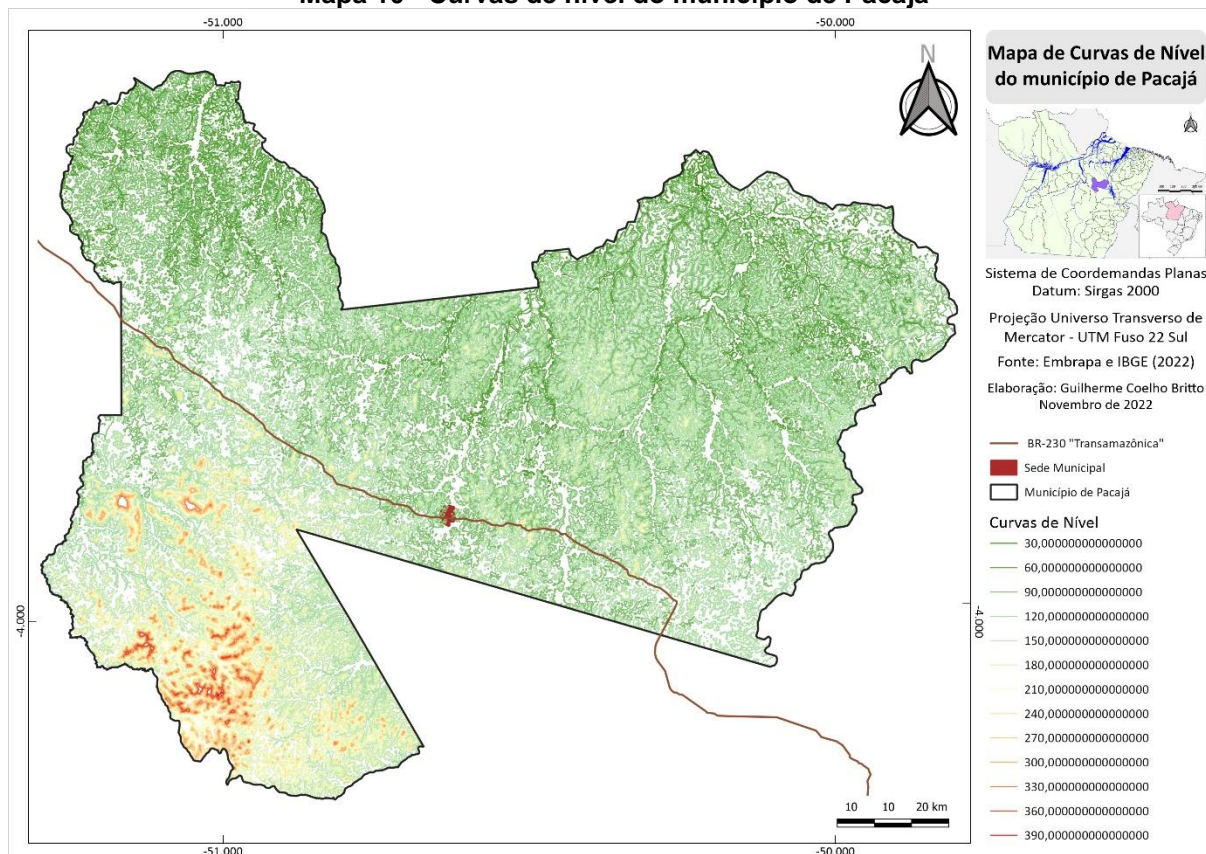 Mapa 10 - Curvas de nível do município de Pacajá
-51.000
-50.000
N
-4.000
-4.000
10 10 20 km
-51.000
-50.000
Mapa de Curvas de Nível
do município de Pacajá
Sistema de Coordemandas Planas
Datum: Sirgas 2000
Projeção Universo Transverso de
Mercator - UTM Fuso 22 Sul
Fonte: Embrapa e IBGE (2022)
Elaboração: Guilherme Coelho Britto
Novembro de 2022
BR-230 "Transamazônica"
Sede Municipal
Município de Pacajá
Curvas de Nível
30,000000000000000
60,000000000000000
90,000000000000000
120,000000000000000
150,000000000000000
180,000000000000000
210,000000000000000
240,000000000000000
270,000000000000000
300,000000000000000
330,000000000000000
360,000000000000000
390,000000000000000